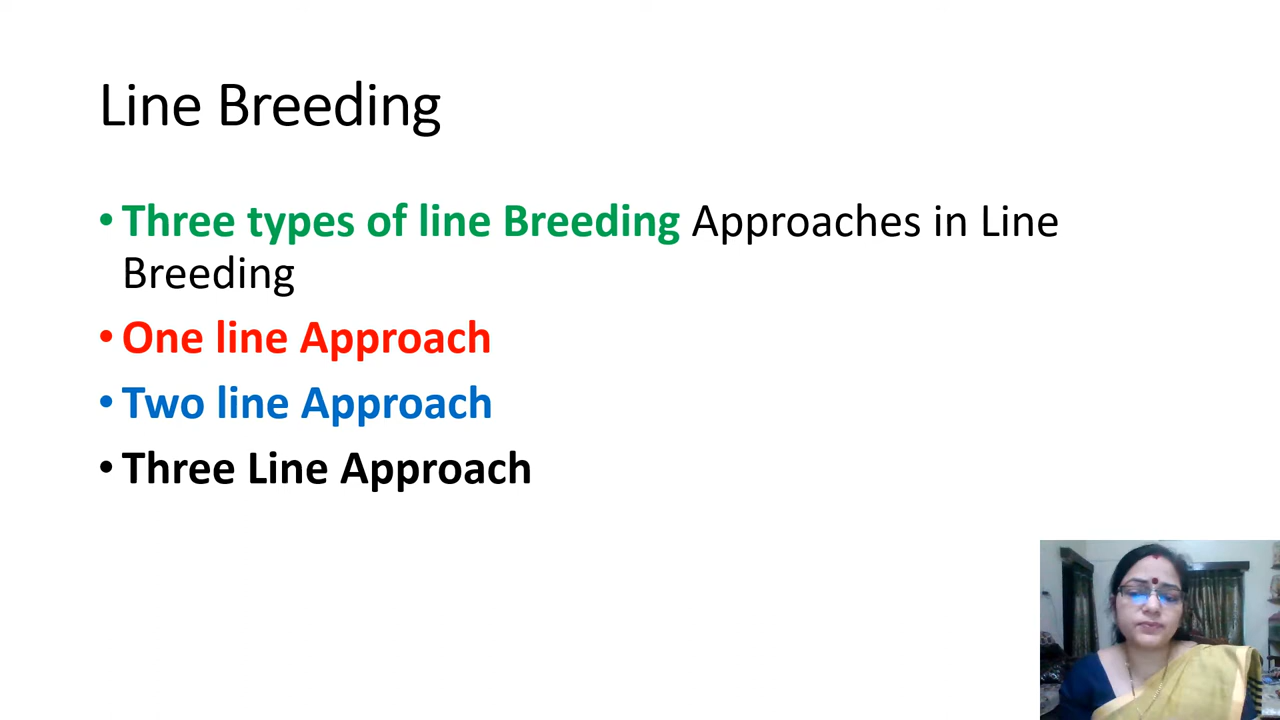 Line Breeding
• Three types of line Breeding Approaches in Line
Breeding
• One line Approach
• Two line Approach
• Three Line Approach